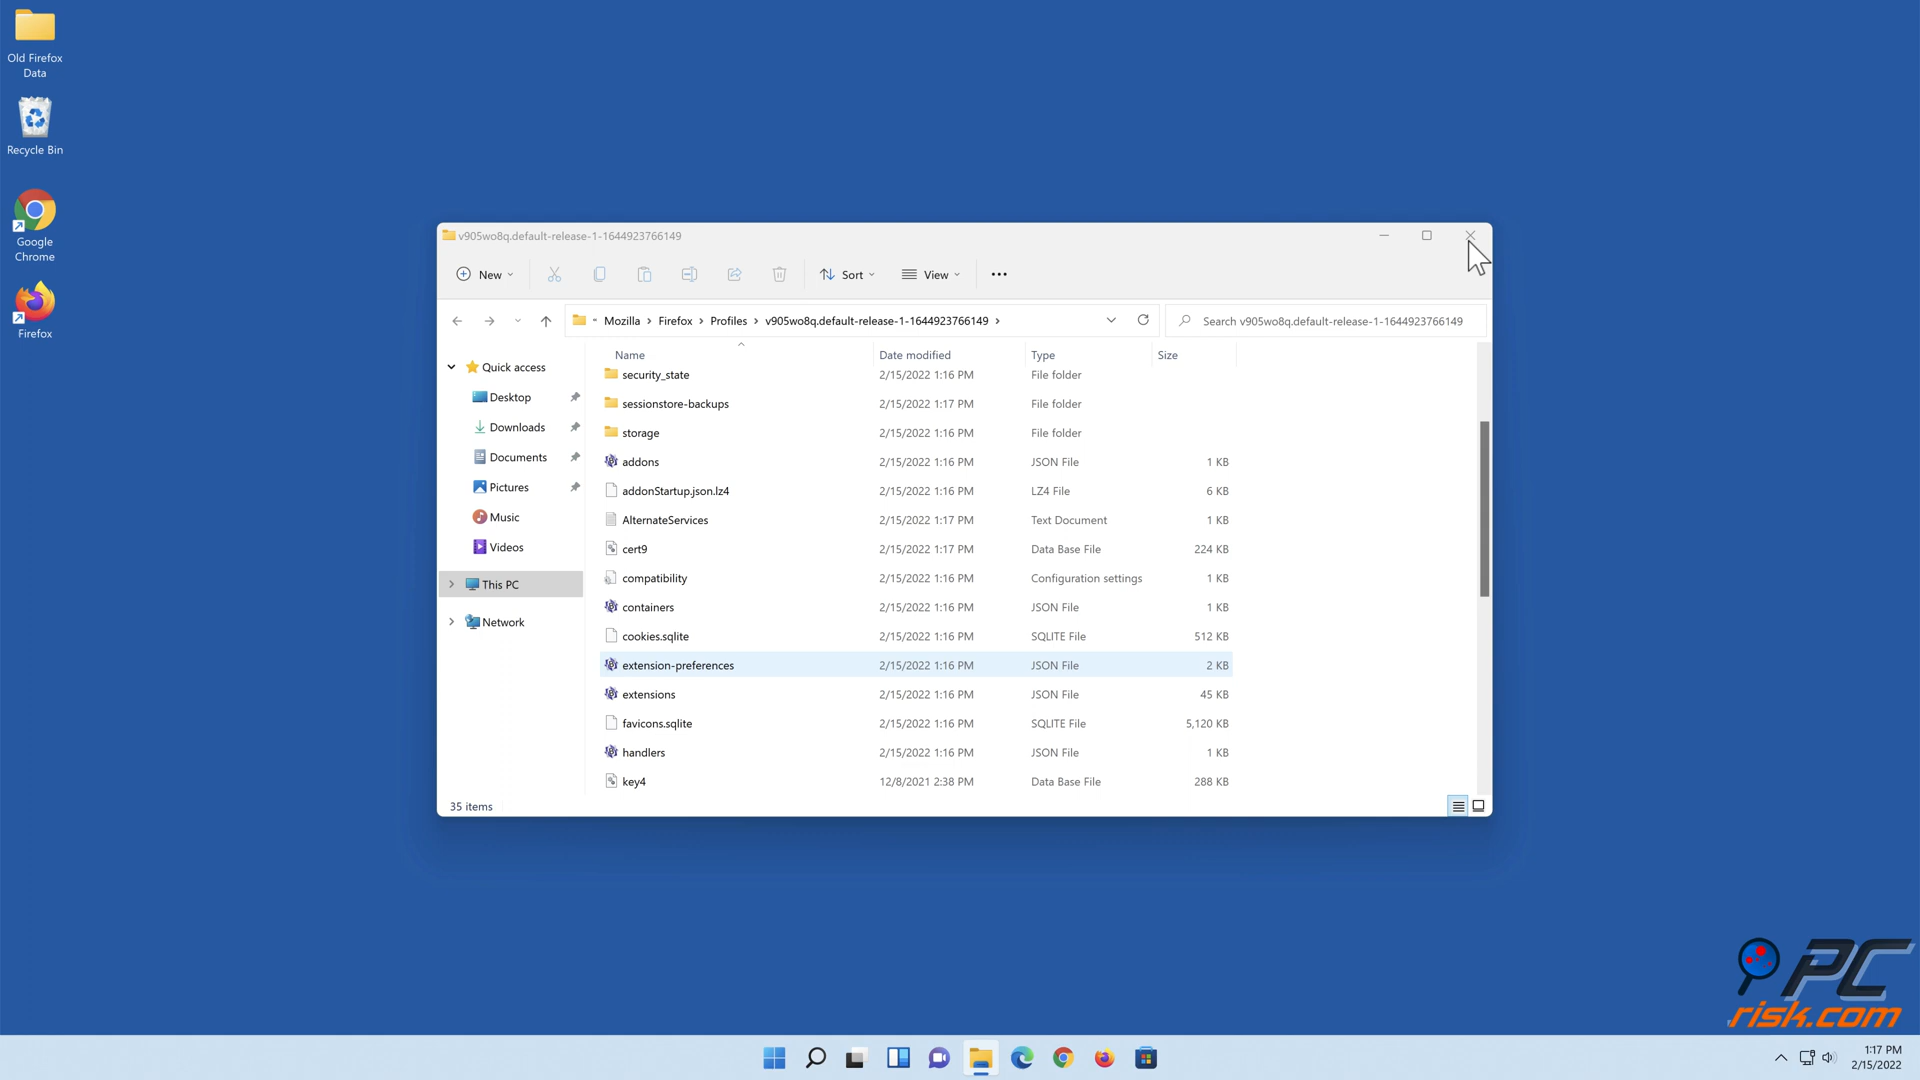 Old Firefox
Data
Recycle Bin
Google
Chrome
Firefox
v905wo8q.default-release-1-1644923766149
New
Sort
View
Mozilla > Firefox > Profiles > v905wo8q.default-release-1-1644923766149 >
Search v905wo8q.default-release-1-1644923766149
Quick access
Desktop
Downloads
Documents
Pictures
Music
Videos
This PC
Network
Name Date modified Type Size
security_state 2/15/2022 1:16 PM File folder
sessionstore-backups 2/15/2022 1:17 PM File folder
storage 2/15/2022 1:16 PM File folder
addons 2/15/2022 1:16 PM JSON File 1 KB
addonStartup.json.lz4 2/15/2022 1:16 PM LZ4 File 6 KB
AlternateServices 2/15/2022 1:17 PM Text Document 1 KB
cert9 2/15/2022 1:17 PM Data Base File 224 KB
compatibility 2/15/2022 1:16 PM Configuration settings 1 KB
containers 2/15/2022 1:16 PM JSON File 1 KB
cookies.sqlite 2/15/2022 1:16 PM SQLITE File 512 KB
extension-preferences 2/15/2022 1:16 PM JSON File 2 KB
extensions 2/15/2022 1:16 PM JSON File 45 KB
favicons.sqlite 2/15/2022 1:16 PM SQLITE File 5,120 KB
handlers 2/15/2022 1:16 PM JSON File 1 KB
key4 12/8/2021 2:38 PM Data Base File 288 KB
35 items
PC
risk.com
1:17 PM
2/15/2022